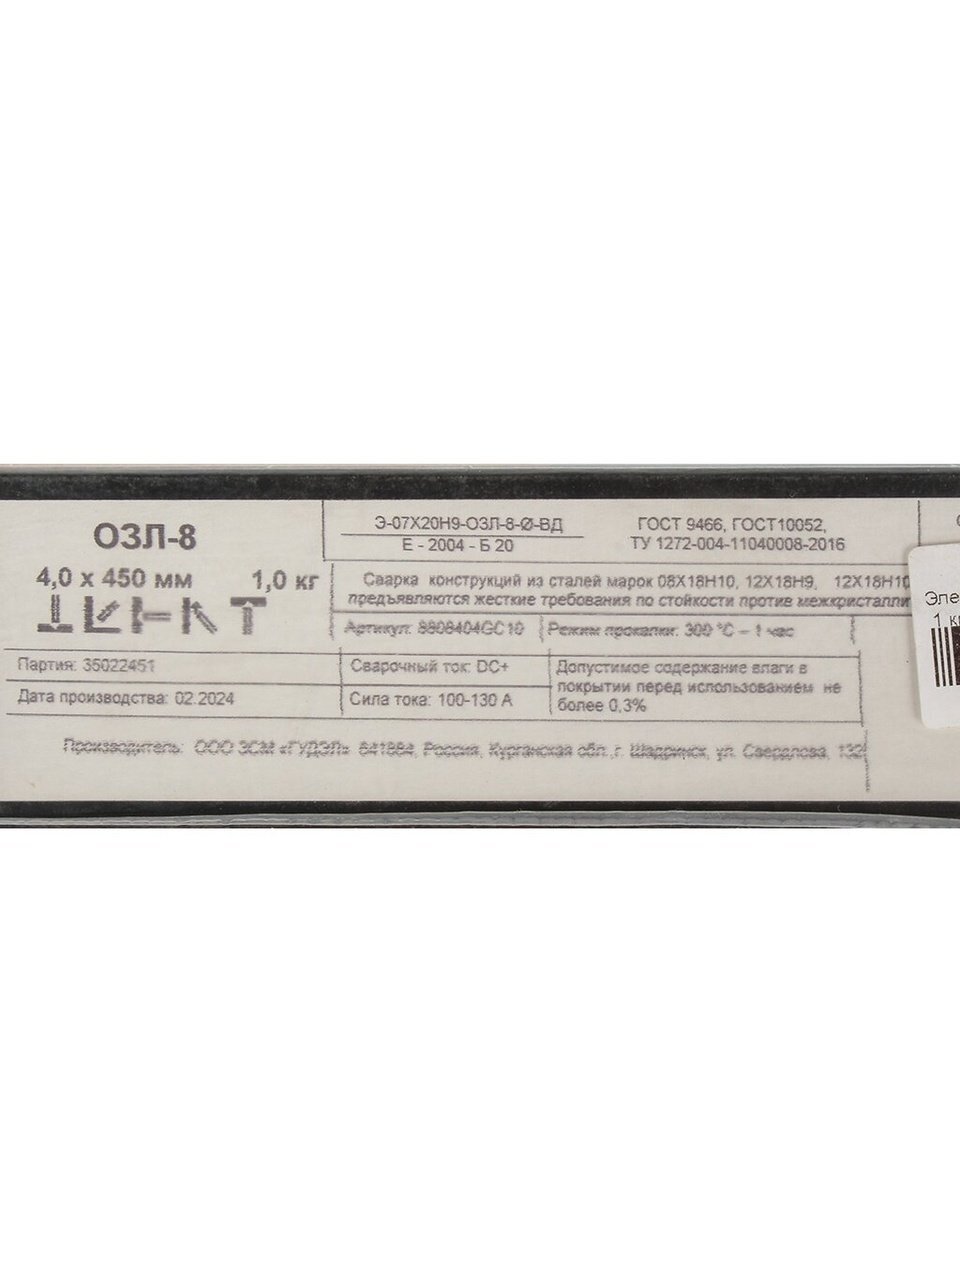 ОЗЛ-8
4,0 х 450 мм 1,0 кг
Э-07Х20Н9-ОЗЛ-8-Ø-ВД
Е - 2004 - Б 20
ГОСТ 9466, ГОСТ10052,
ТУ 1272-004-11040008-2016
Сварка конструкций из сталей марок 08Х18Н10, 12Х18Н9, 12Х18Н10
предъявляются жесткие требования по стойкости против межкристалли
Артикул: 8808404GC10
Режим прокалки: 300 °С – 1 час
Партия: 35022451
Сварочный ток: DC+
Дата производства: 02.2024
Сила тока: 100-130 А
Допустимое содержание влаги в
покрытии перед использованием не
более 0,3%
Производитель: ООО ЭСМ «ГУДЭЛ» 641884, Россия, Курганская обл., г. Шадринск, ул. Свердлова, 132
Эле
1 к